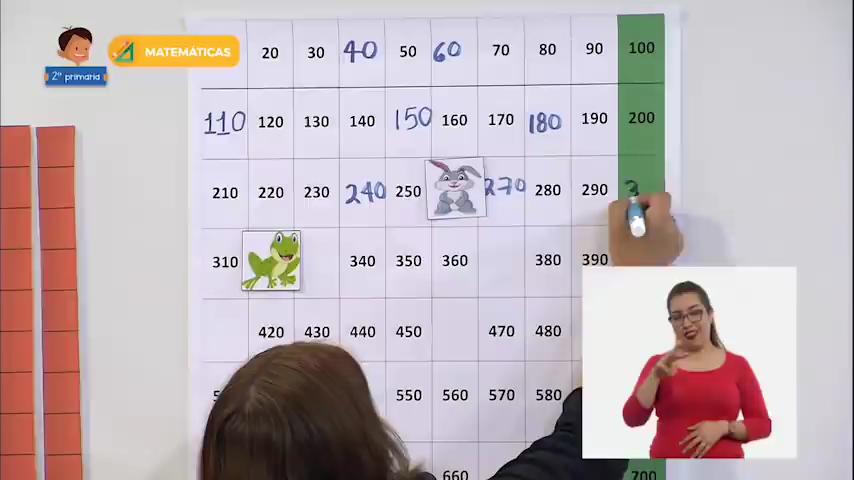 MATEMÁTICAS
2° primaria
20 30 40 50 60 70 80 90 100
110 120 130 140 150 160 170 180 190 200
210 220 230 240 250 270 280 290
310 340 350 360 380 390
420 430 440 450 470 480
550 560 570 580
660 700